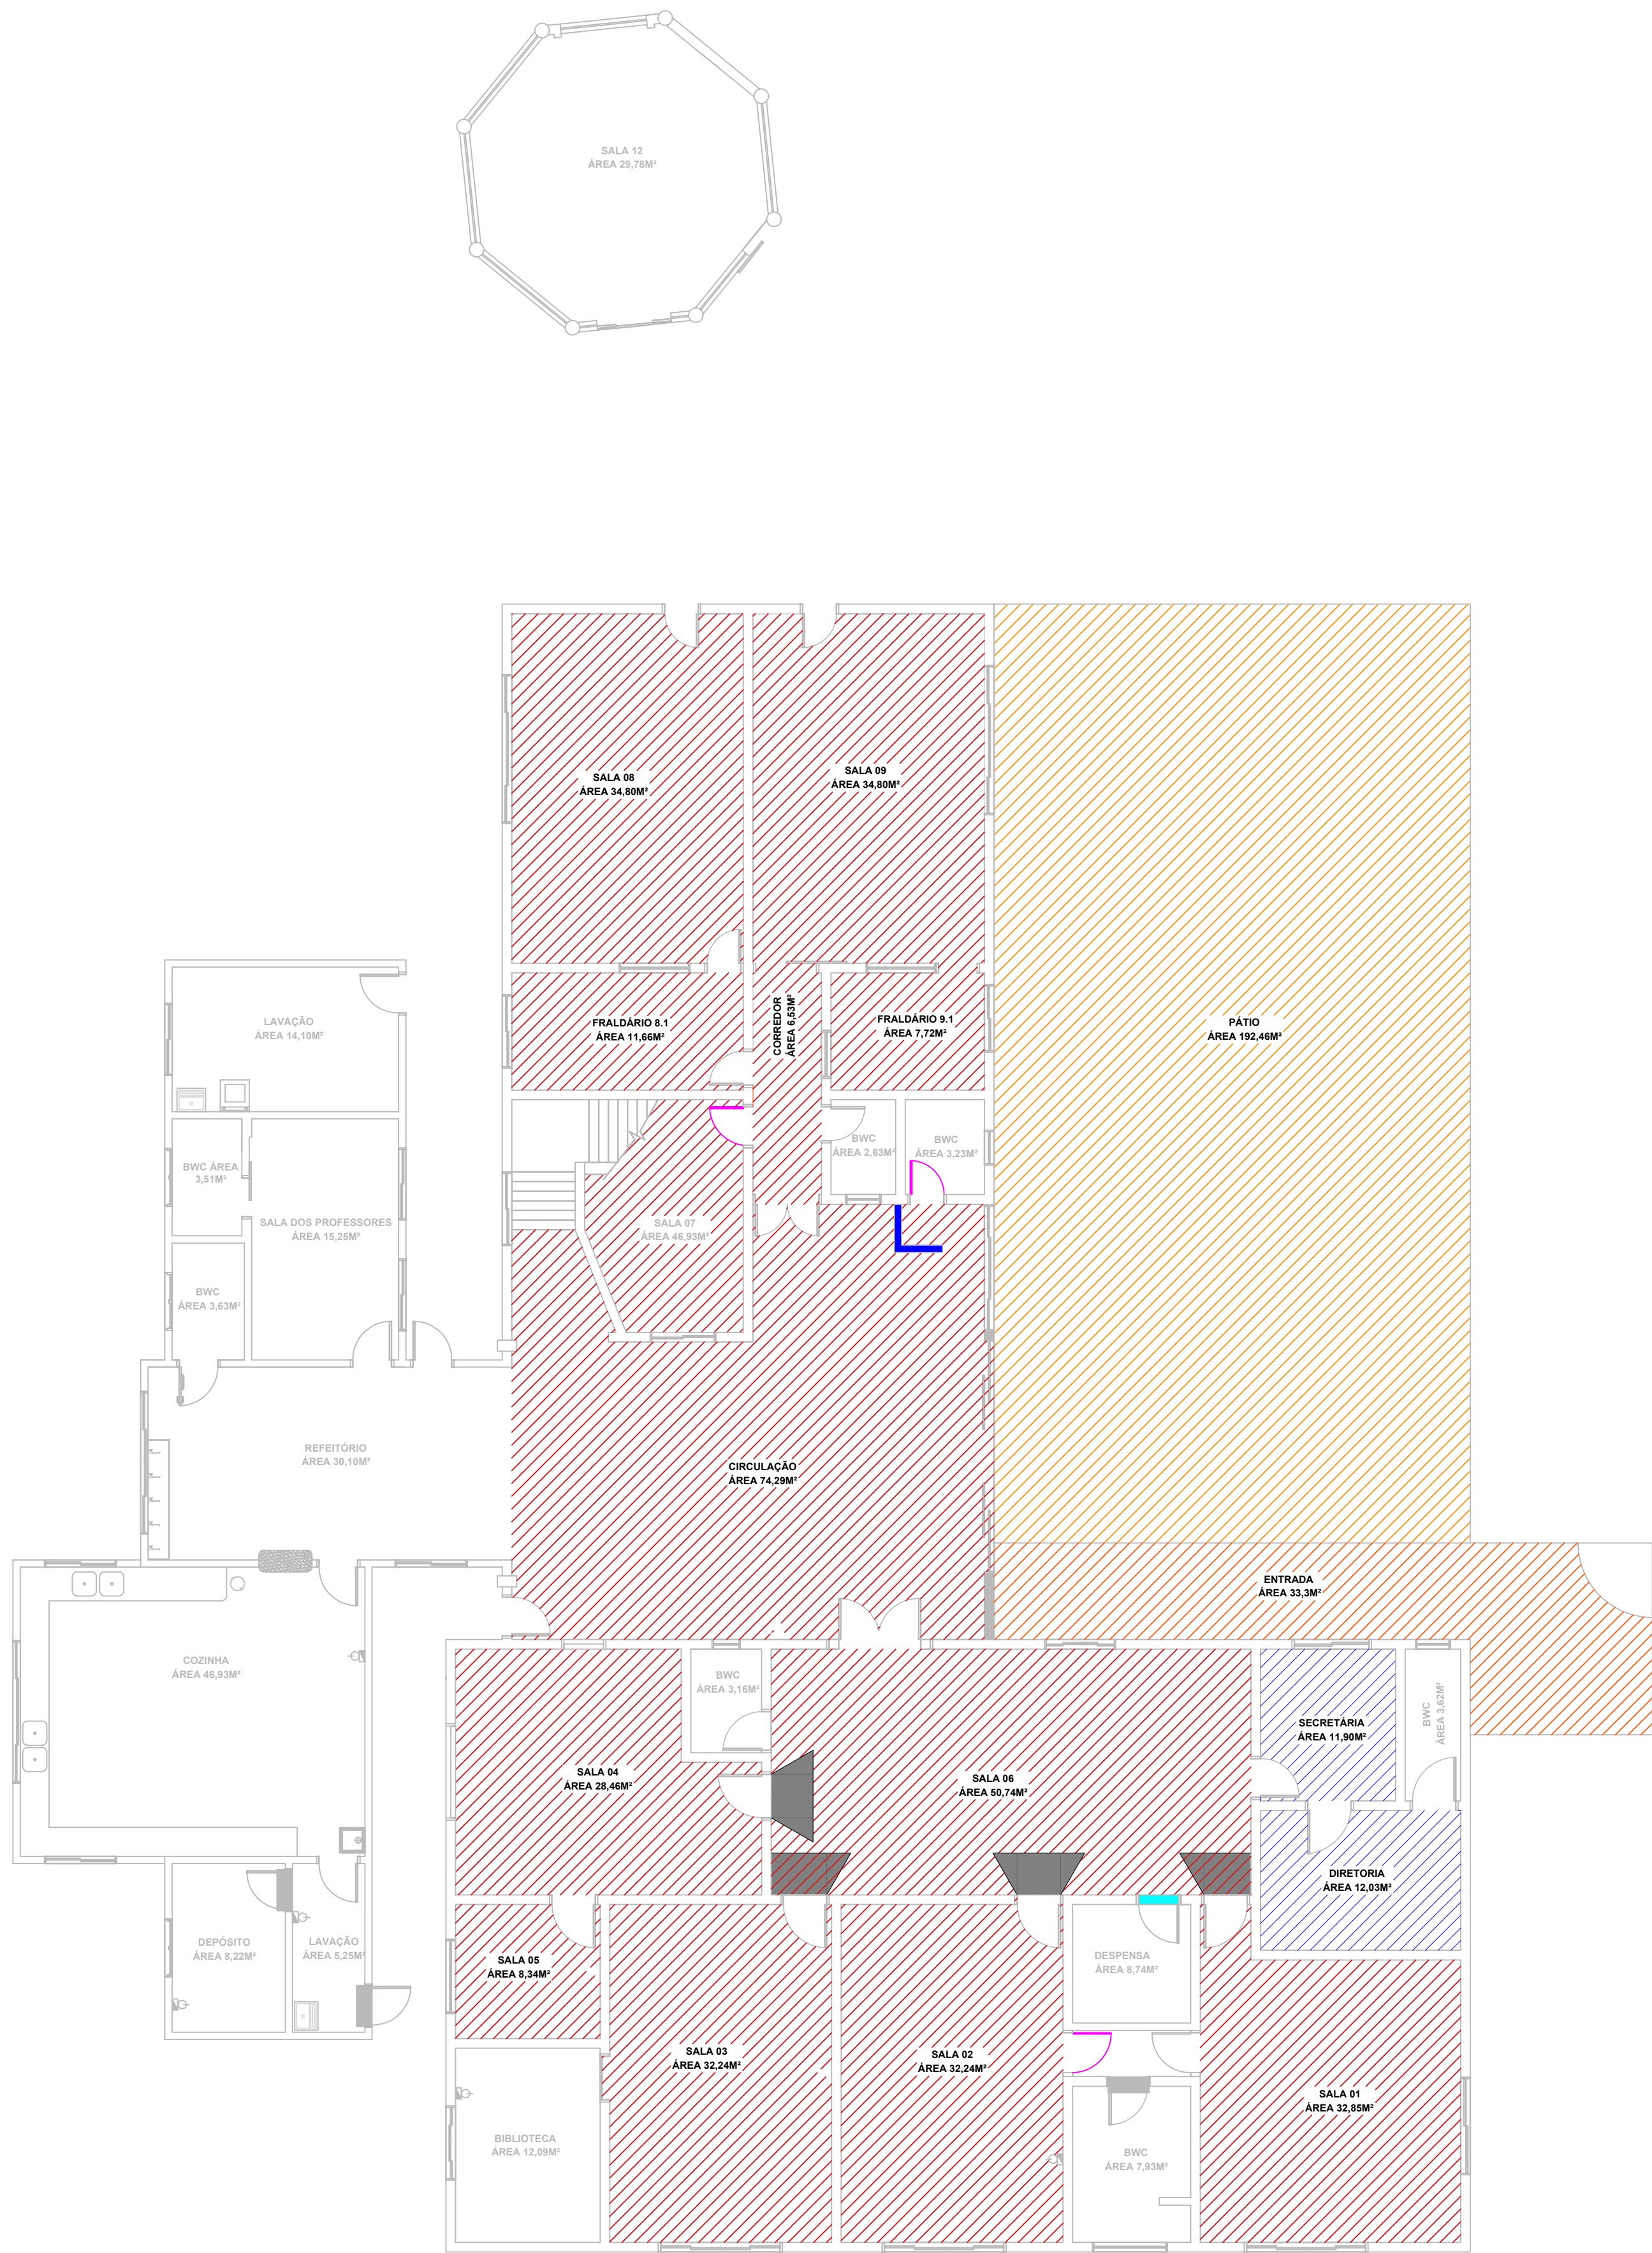 SALA 12
ÁREA 29,78M²
SALA 08
ÁREA 34,80M²
SALA 09
ÁREA 34,80M²
FRALDÁRIO 8.1
ÁREA 11,66M²
CORREDOR
ÁREA 6,53M²
FRALDÁRIO 9.1
ÁREA 7,72M²
PÁTIO
ÁREA 192,46M²
LAVAÇÃO
ÁREA 14,10M²
BWC ÁREA
3,51M²
SALA DOS PROFESSORES
ÁREA 15,25M²
BWC
ÁREA 3,63M²
SALA 07
ÁREA 46,93M²
BWC
ÁREA 2,63M²
BWC
ÁREA 3,23M²
REFEITÓRIO
ÁREA 30,10M²
CIRCULAÇÃO
ÁREA 74,29M²
ENTRADA
ÁREA 33,3M²
COZINHA
ÁREA 46,93M²
BWC
ÁREA 3,16M²
SALA 04
ÁREA 28,46M²
SALA 06
ÁREA 50,74M²
SECRETÁRIA
ÁREA 11,90M²
BWC
ÁREA 3,62M²
DIRETORIA
ÁREA 12,03M²
DEPÓSITO
ÁREA 8,22M²
LAVAÇÃO
ÁREA 5,25M²
SALA 05
ÁREA 8,34M²
DESPENSA
ÁREA 8,74M²
SALA 03
ÁREA 32,24M²
SALA 02
ÁREA 32,24M²
SALA 01
ÁREA 32,85M²
BIBLIOTECA
ÁREA 12,09M²
BWC
ÁREA 7,93M²